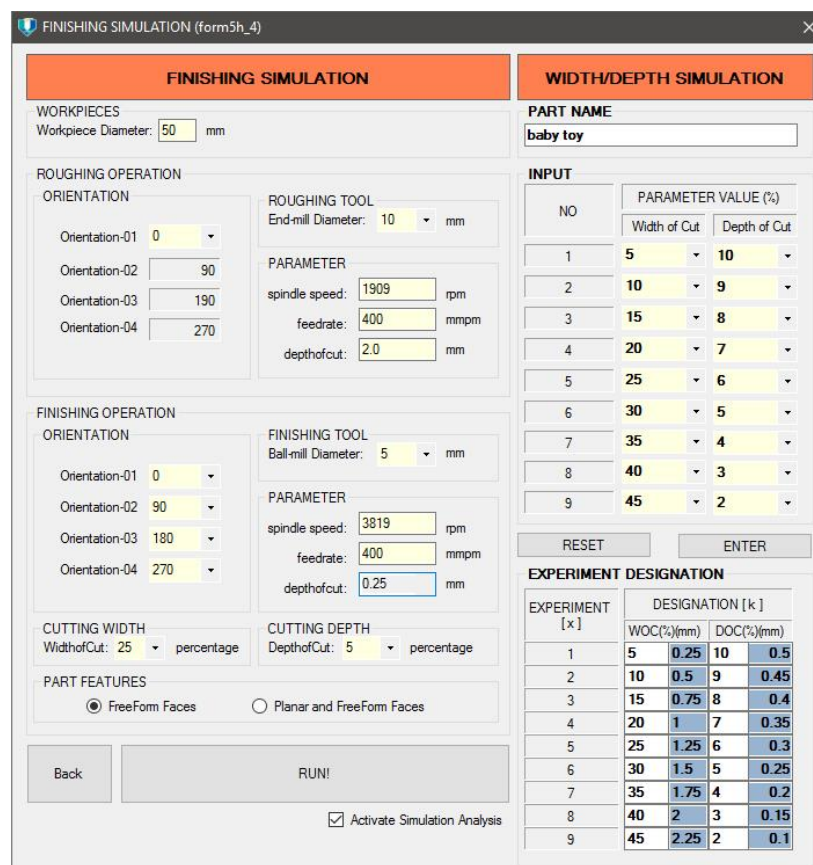 FINISHING SIMULATION (form5h_4)
FINISHING SIMULATION
WORKPIECES
Workpiece Diameter: 50 mm
ROUGHING OPERATION
ORIENTATION
Orientation-01 0
Orientation-02 90
Orientation-03 190
Orientation-04 270
ROUGHING TOOL
End-mill Diameter: 10 mm
PARAMETER
spindle speed: 1909 rpm
feedrate: 400 mmpm
depthofcut: 2.0 mm
FINISHING OPERATION
ORIENTATION
Orientation-01 0
Orientation-02 90
Orientation-03 180
Orientation-04 270
FINISHING TOOL
Ball-mill Diameter: 5 mm
PARAMETER
spindle speed: 3819 rpm
feedrate: 400 mmpm
depthofcut: 0.25 mm
CUTTING WIDTH
WidthofCut: 25 percentage
CUTTING DEPTH
DepthofCut: 5 percentage
PART FEATURES
FreeForm Faces Planar and FreeForm Faces
Back RUN!
Activate Simulation Analysis
WIDTH/DEPTH SIMULATION
PART NAME
baby toy
INPUT
NO PARAMETER VALUE (%)
Width of Cut Depth of Cut
1 5 10
2 10 9
3 15 8
4 20 7
5 25 6
6 30 5
7 35 4
8 40 3
9 45 2
RESET ENTER
EXPERIMENT DESIGNATION
EXPERIMENT [x] DESIGNATION [ k ]
WOC(%)(mm) DOC(%)(mm)
1 5 0.25 10 0.5
2 10 0.5 9 0.45
3 15 0.75 8 0.4
4 20 1 7 0.35
5 25 1.25 6 0.3
6 30 1.5 5 0.25
7 35 1.75 4 0.2
8 40 2 3 0.15
9 45 2.25 2 0.1